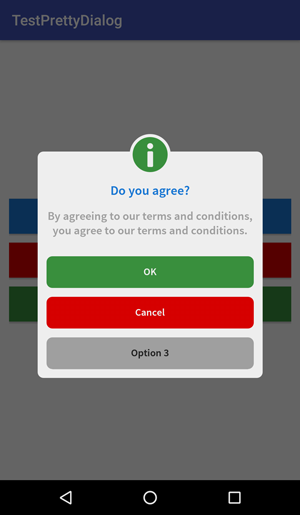 TestPrettyDialog
Do you agree?
By agreeing to our terms and conditions,
you agree to our terms and conditions.
OK
Cancel
Option 3